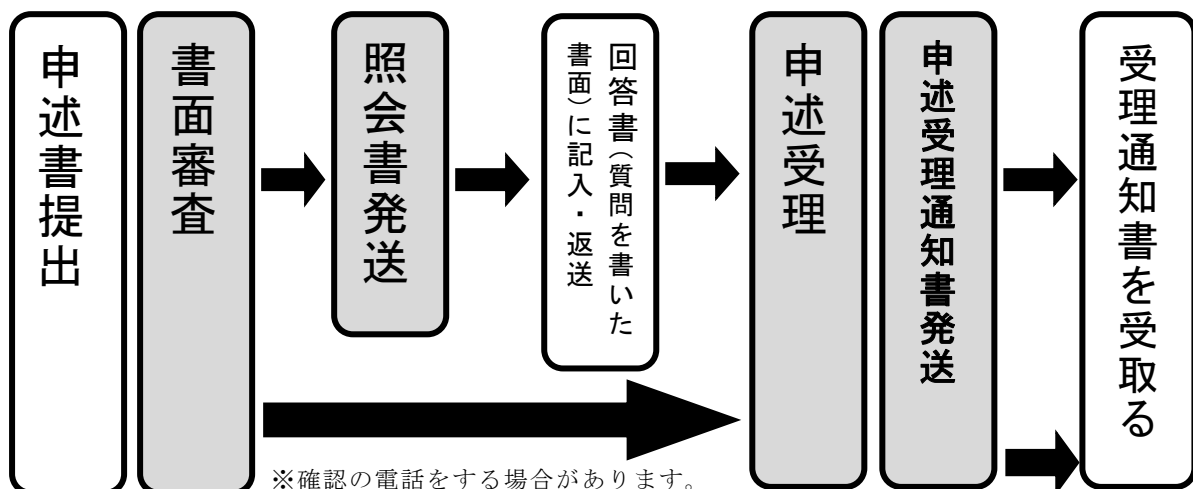 申述書提出
書面審査
照会書発送
回答書（質問を書いた
書面）に記入・返送
申述受理
申述受理通知書発送
受理通知書を受取る
※確認の電話をする場合があります。